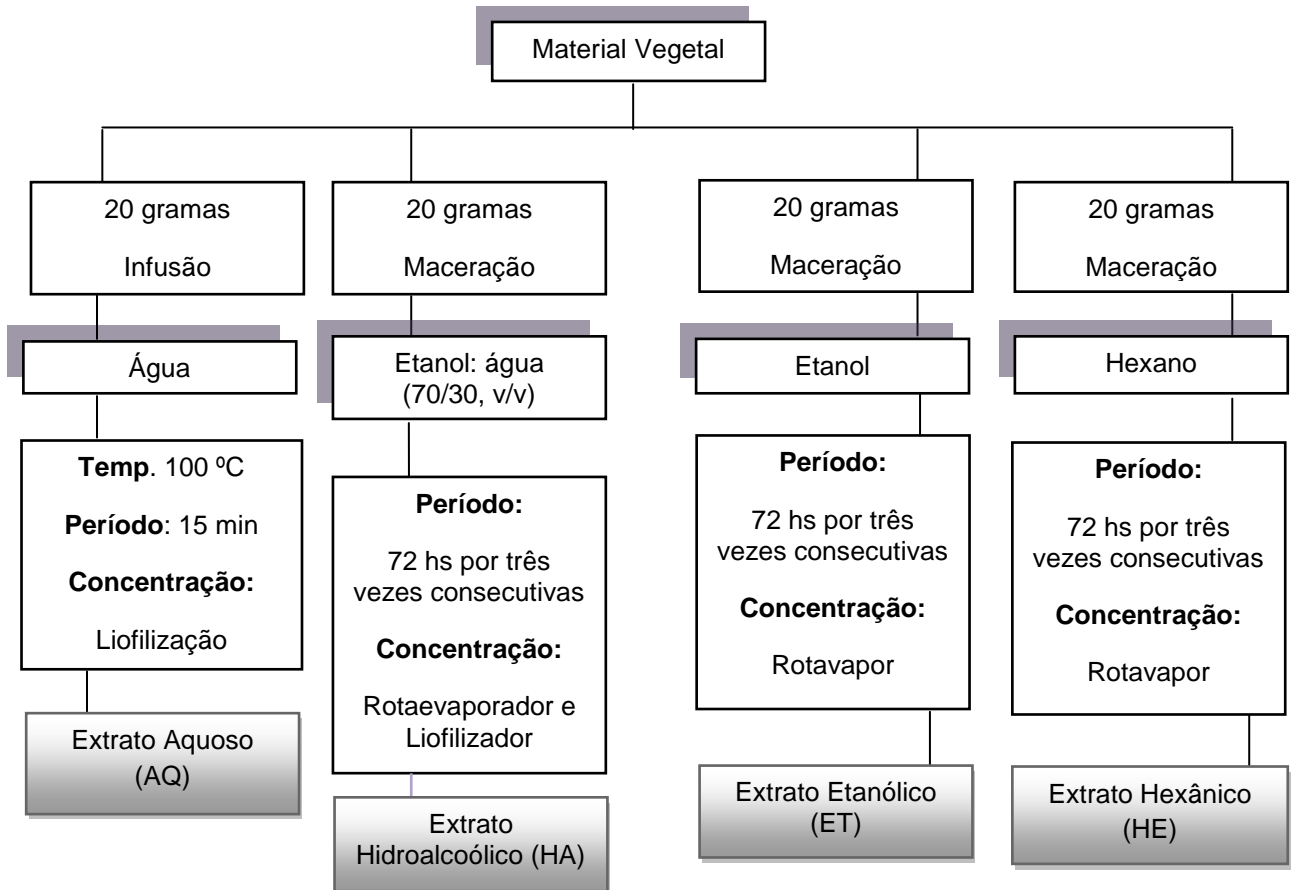 Material Vegetal
20 gramas
Infusão
20 gramas
Maceração
20 gramas
Maceração
20 gramas
Maceração
Água
Etanol: água
(70/30, v/v)
Etanol
Hexano
Temp. 100 ºC
Período: 15 min
Concentração:
Liofilização
Período:
72 hs por três
vezes consecutivas
Concentração:
Rotaevaporador e
Liofilizador
Período:
72 hs por três
vezes consecutivas
Concentração:
Rotavapor
Período:
72 hs por três
vezes consecutivas
Concentração:
Rotavapor
Extrato Aquoso
(AQ)
Extrato
Hidroalcoólico (HA)
Extrato Etanólico
(ET)
Extrato Hexânico
(HE)